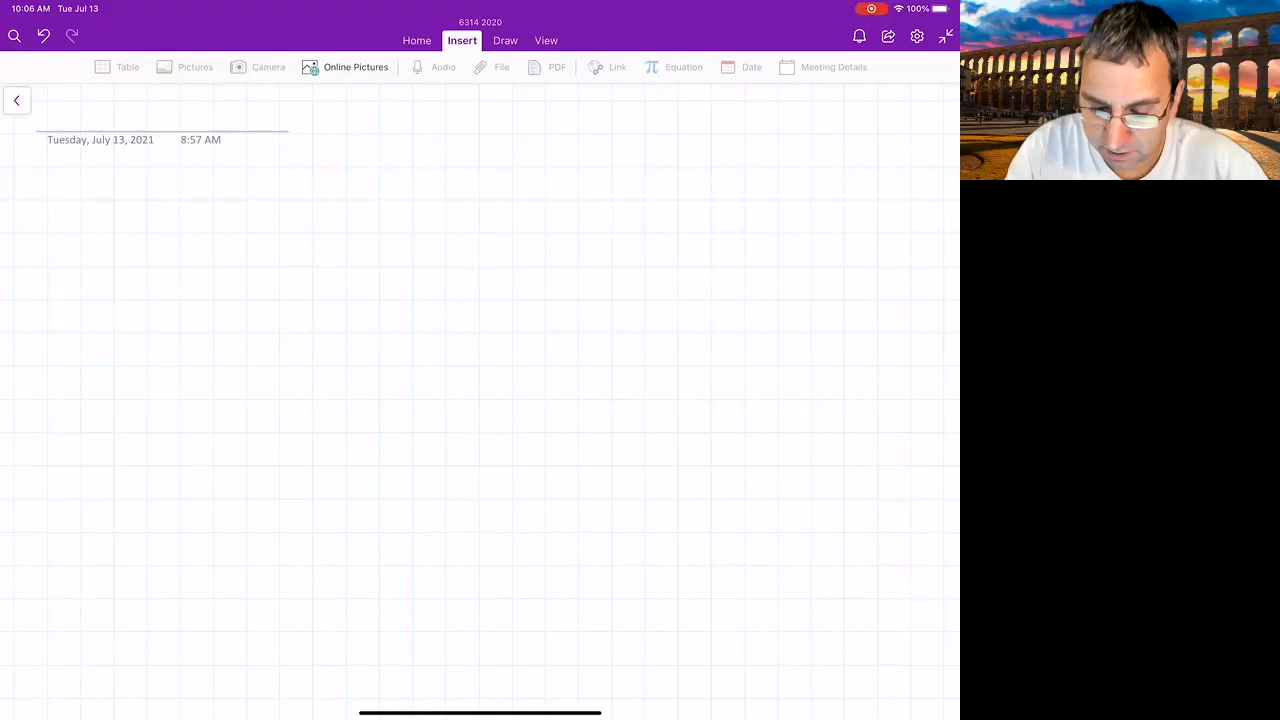 10:06 AM Tue Jul 13 100%
6314 2020
Home Insert Draw View
Table Pictures Camera Online Pictures Audio File PDF Link Equation Date Meeting Details
Tuesday, July 13, 2021 8:57 AM